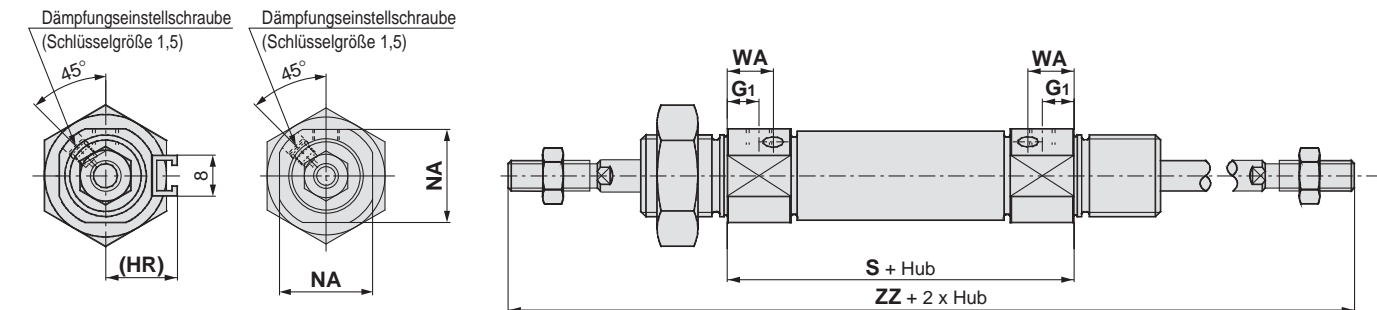 Dämpfungseinstellschraube
(Schlüsselgröße 1,5)
Dämpfungseinstellschraube
(Schlüsselgröße 1,5)
45°
45°
8
(HR)
NA
NA
WA
G1
WA
G1
S + Hub
ZZ + 2 x Hub